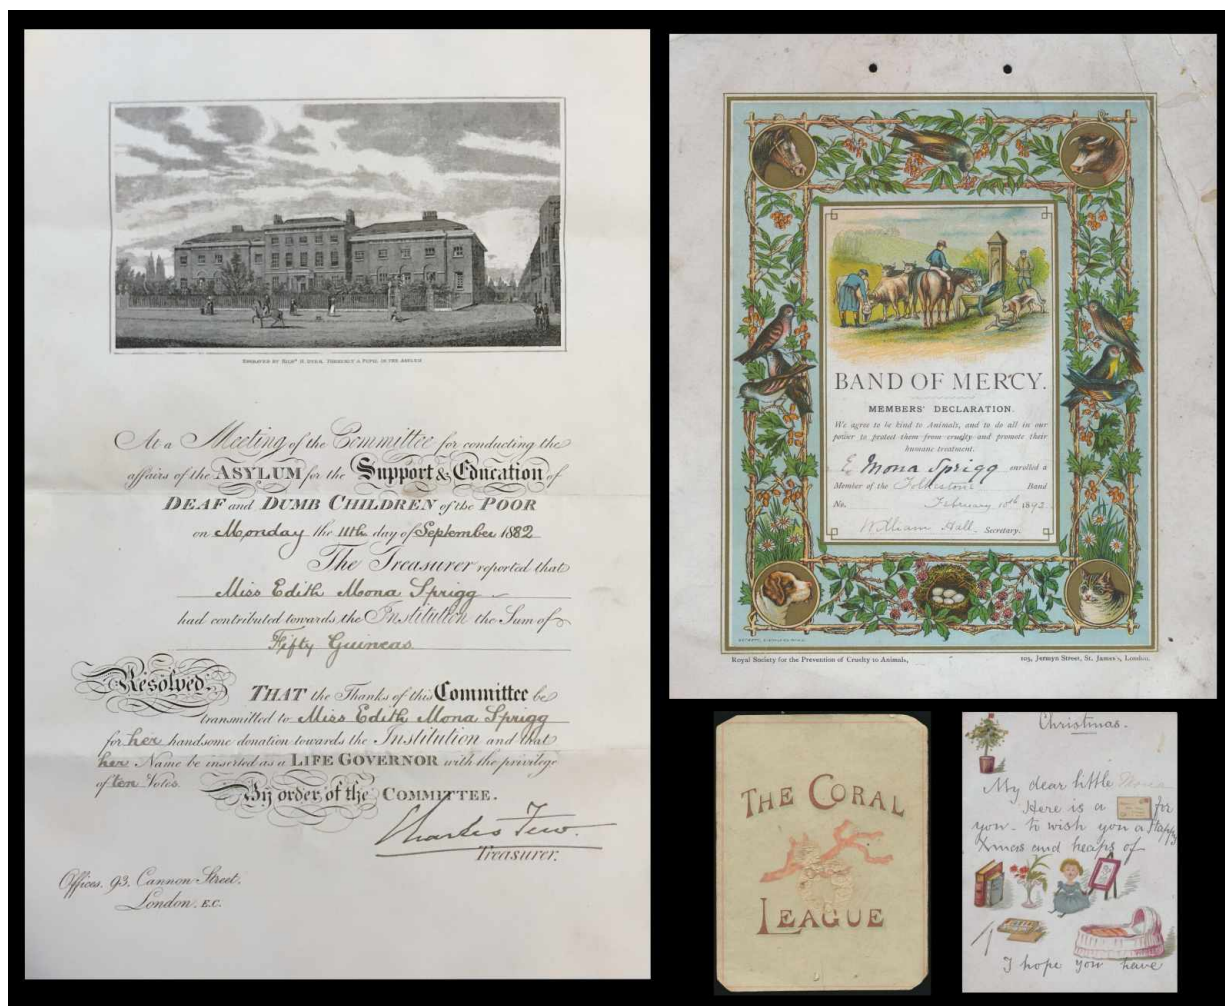 ENGRAVED BY RICHD. H. DYER, FORMERLY A PUPIL IN THE ASYLUM
At a Meeting of the Committee for conducting the
affairs of the ASYLUM for the Support & Education of
DEAF and DUMB CHILDREN of the POOR
on Monday the 11th day of September 1882
The Treasurer reported that
Miss Edith Mona Sprigg
had contributed towards the Institution the Sum of
Fifty Guineas
Resolved. THAT the Thanks of this Committee be
transmitted to Miss Edith Mona Sprigg
for her handsome donation towards the Institution and that
her Name be inserted as a LIFE GOVERNOR with the privilege
of ten Votes.
By order of the COMMITTEE.
Charles Few.
Treasurer.
Offices, 93, Cannon Street,
London, E.C.
BAND OF MERCY.
MEMBERS' DECLARATION.
We agree to be kind to Animals, and to do all in our
power to protect them from cruelty and promote their
humane treatment.
E. Mona Sprigg enrolled a
Member of the Folkestone Band
No. February 10th 1892
William Hall Secretary.
Royal Society for the Prevention of Cruelty to Animals, 105, Jermyn Street, St. James's, London.
THE CORAL
LEAGUE
Christmas.
My dear little Mona
Here is a for
you - to wish you a Happy
Xmas and heaps of
I hope you have